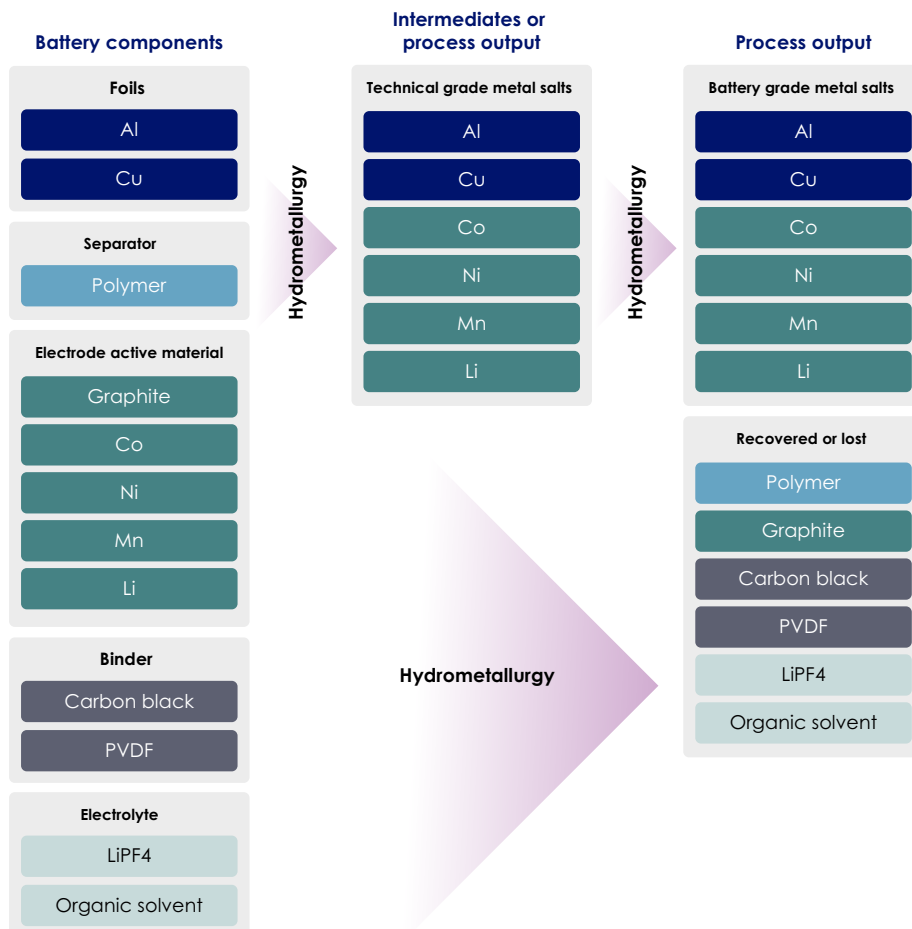 Battery components
Foils
Al
Cu
Separator
Polymer
Electrode active material
Graphite
Co
Ni
Mn
Li
Binder
Carbon black
PVDF
Electrolyte
LiPF4
Organic solvent
Hydrometallurgy
Intermediates or
process output
Technical grade metal salts
Al
Cu
Co
Ni
Mn
Li
Hydrometallurgy
Process output
Battery grade metal salts
Al
Cu
Co
Ni
Mn
Li
Hydrometallurgy
Recovered or lost
Polymer
Graphite
Carbon black
PVDF
LiPF4
Organic solvent